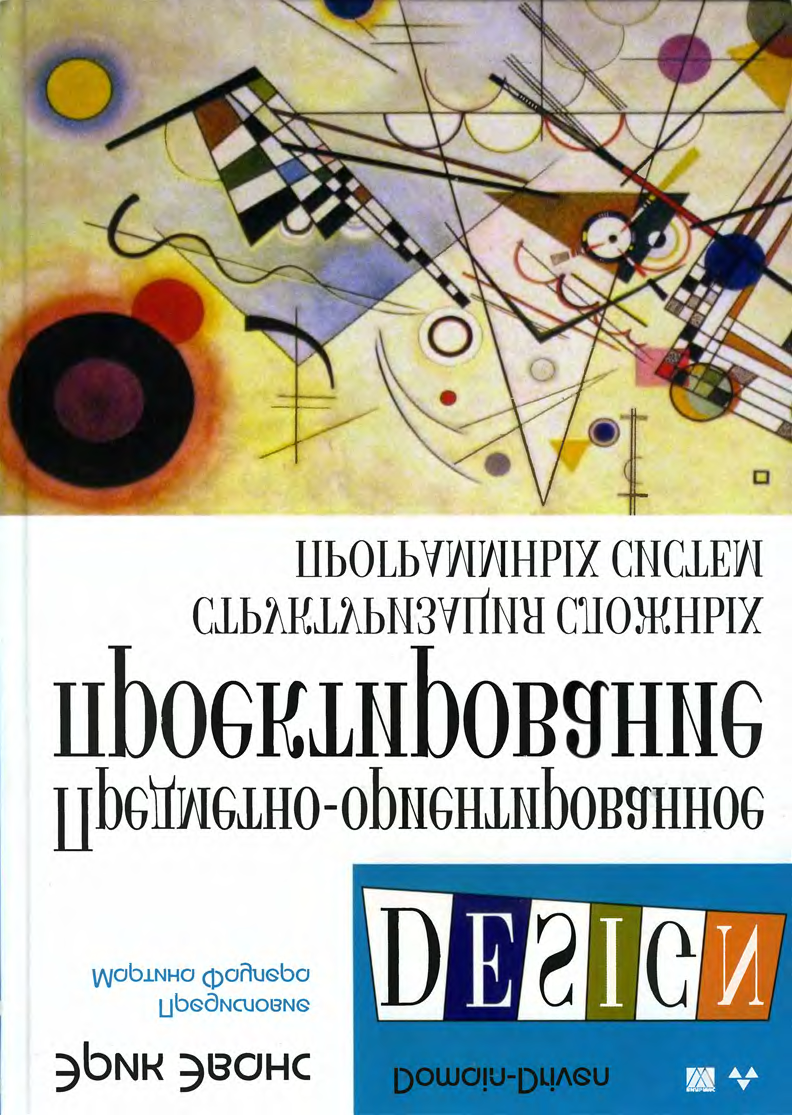 Эрик Эванс
Предисловие
Мартина Фаулера
Domain-Driven
DESIGN
Предметно-ориентированное
проектирование
СТРУКТУРИЗАЦИЯ СЛОЖНЫХ
ПРОГРАММНЫХ СИСТЕМ